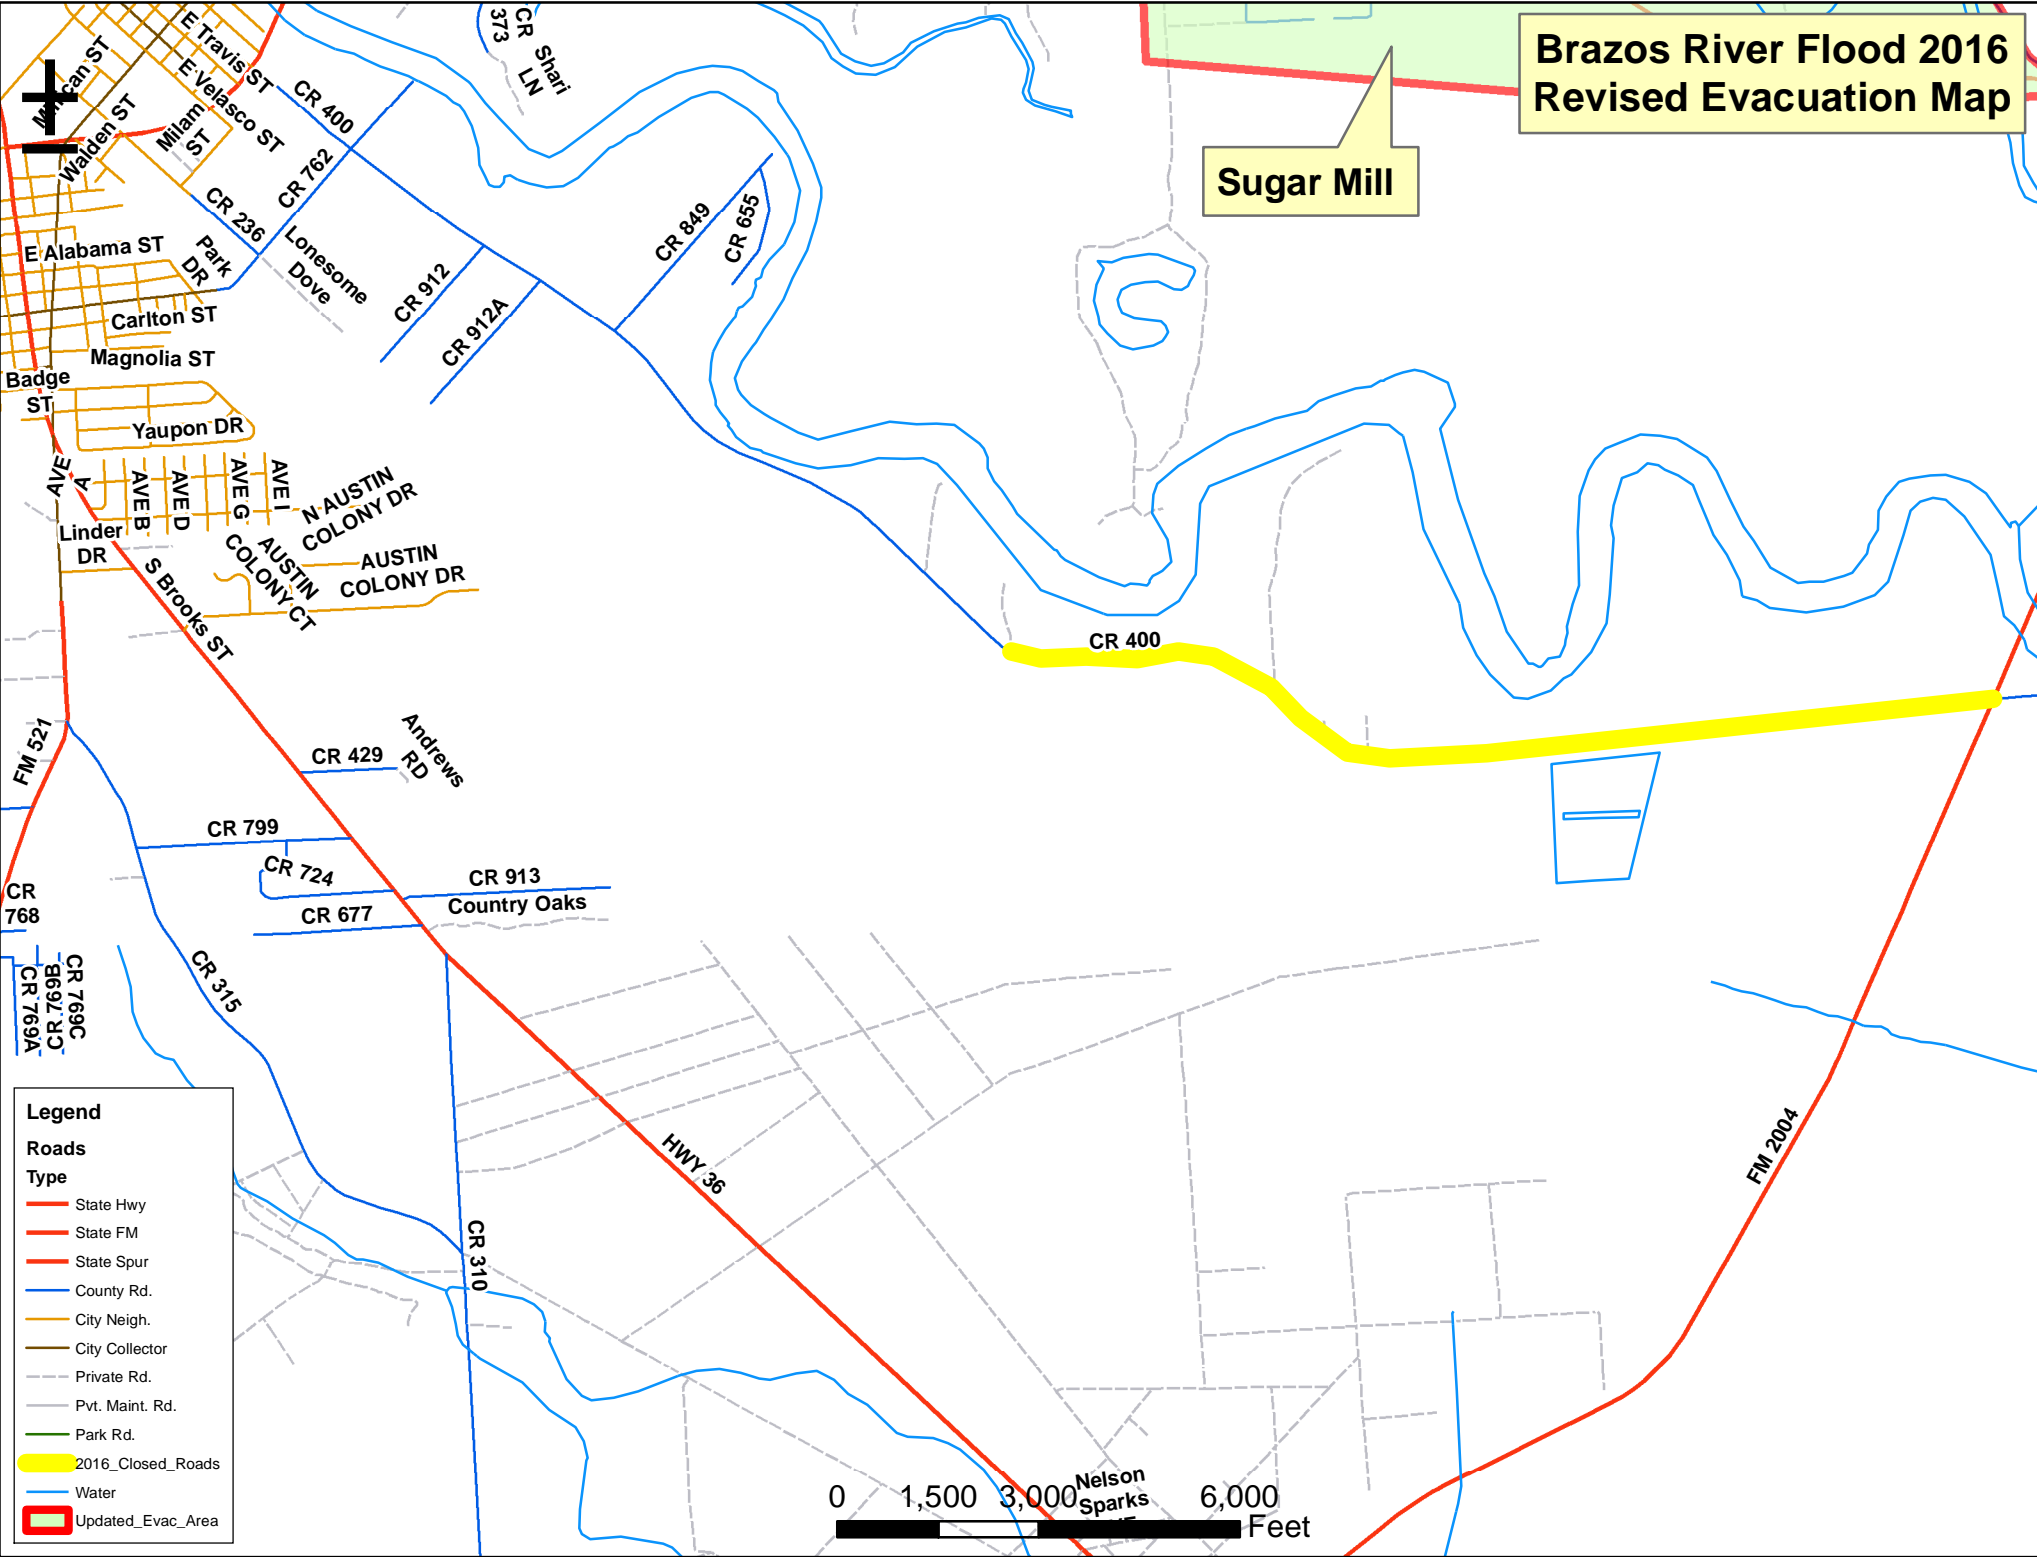 Brazos River Flood 2016
Revised Evacuation Map
Sugar Mill
E Travis ST
Millican ST
E Velasco ST
Walden ST
Milam
ST
CR 400
CR
373
Shari
LN
CR 762
CR 236
Park
DR
Lonesome
Dove
E Alabama ST
CR 912
CR 912A
CR 849
CR 655
Carlton ST
Magnolia ST
Badge
ST
Yaupon DR
AVE
A
AVE B
AVE D
AVE G
AVE I
N AUSTIN
COLONY DR
AUSTIN
COLONY DR
AUSTIN
COLONY CT
Linder
DR
S Brooks ST
CR 400
FM 521
Andrews
RD
CR 429
CR 799
CR 724
CR 913
Country Oaks
CR 677
CR
768
CR 769A
CR 769B
CR 769C
CR 315
CR 310
HWY 36
FM 2004
Nelson
Sparks
Legend
Roads
Type
State Hwy
State FM
State Spur
County Rd.
City Neigh.
City Collector
Private Rd.
Pvt. Maint. Rd.
Park Rd.
2016_Closed_Roads
Water
Updated_Evac_Area
0 1,500 3,000 6,000
Feet